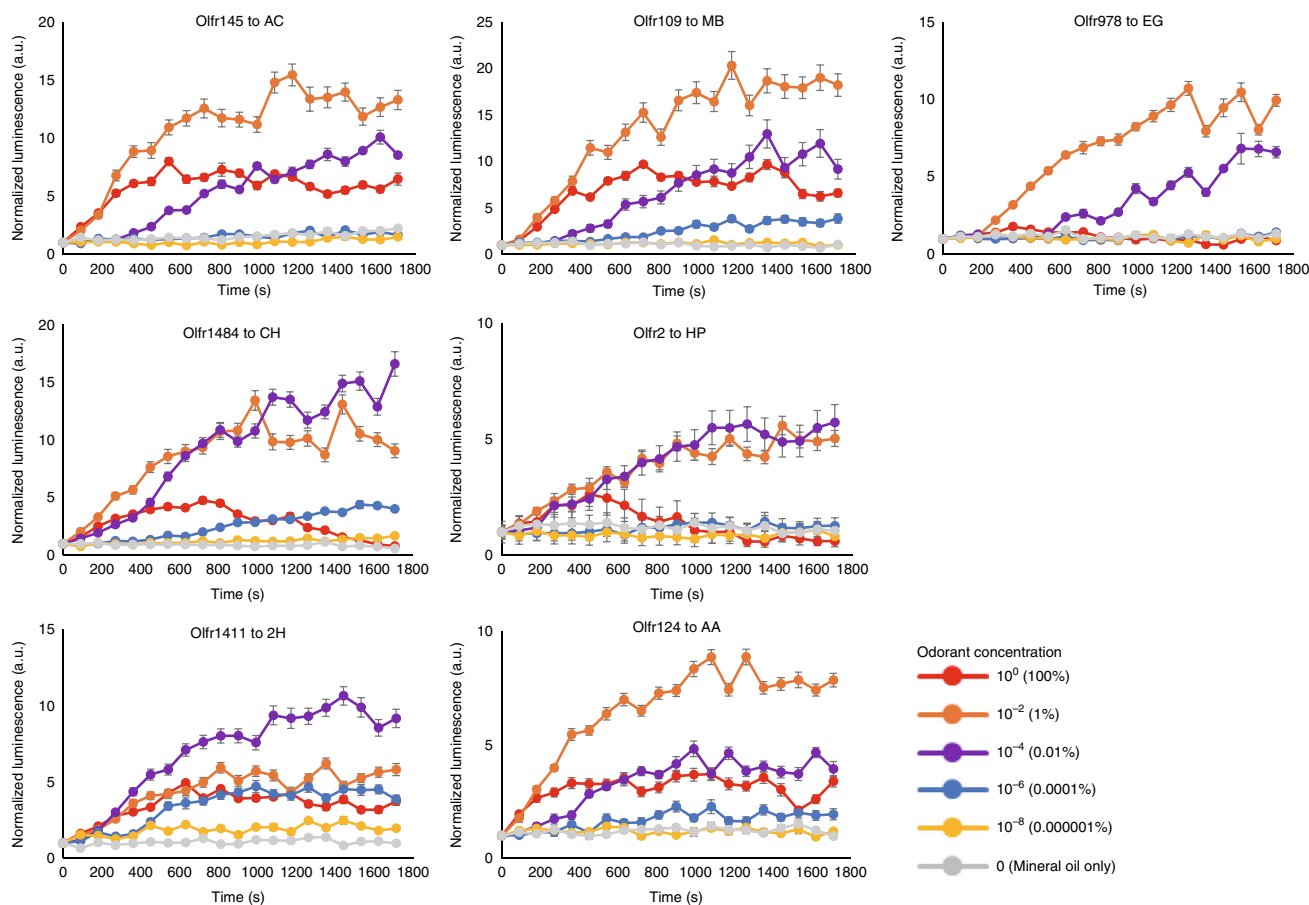 Olfr145 to AC
Normalized luminescence (a.u.)
20
15
10
5
0
0 200 400 600 800 1000 1200 1400 1600 1800
Time (s)
Olfr109 to MB
Normalized luminescence (a.u.)
25
20
15
10
5
0
0 200 400 600 800 1000 1200 1400 1600 1800
Time (s)
Olfr978 to EG
Normalized luminescence (a.u.)
15
10
5
0
0 200 400 600 800 1000 1200 1400 1600 1800
Time (s)
Olfr1484 to CH
Normalized luminescence (a.u.)
20
15
10
5
0
0 200 400 600 800 1000 1200 1400 1600 1800
Time (s)
Olfr2 to HP
Normalized luminescence (a.u.)
10
5
0
0 200 400 600 800 1000 1200 1400 1600 1800
Time (s)
Olfr1411 to 2H
Normalized luminescence (a.u.)
15
10
5
0
0 200 400 600 800 1000 1200 1400 1600 1800
Time (s)
Olfr124 to AA
Normalized luminescence (a.u.)
10
5
0
0 200 400 600 800 1000 1200 1400 1600 1800
Time (s)
Odorant concentration
10⁰ (100%)
10⁻² (1%)
10⁻⁴ (0.01%)
10⁻⁶ (0.0001%)
10⁻⁸ (0.000001%)
0 (Mineral oil only)